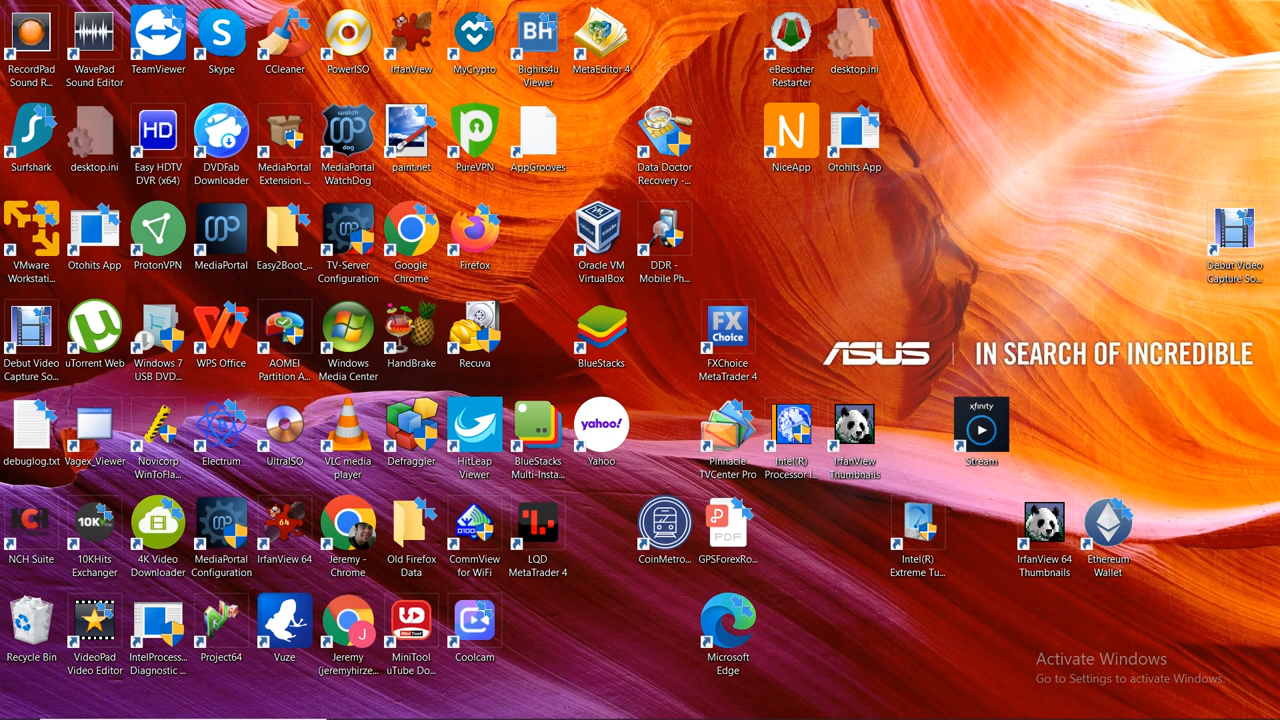 RecordPad
Sound R...
WavePad
Sound Editor
TeamViewer
Skype
CCleaner
PowerISO
IrfanView
MyCrypto
BH
Bighits4u
Viewer
MetaEditor 4
eBesucher
Restarter
desktop.ini
Surfshark
desktop.ini
HD
Easy HDTV
DVR (x64)
DVDFab
Downloader
MediaPortal
Extension ...
watch
dog
MediaPortal
WatchDog
paint.net
PureVPN
AppGrooves
Data Doctor
Recovery -...
N
NiceApp
Otohits App
VMware
Workstati...
Otohits App
ProtonVPN
MediaPortal
Easy2Boot_...
TV-Server
Configuration
Google
Chrome
Firefox
Oracle VM
VirtualBox
DDR -
Mobile Ph...
Debut Video
Capture So...
Debut Video
Capture So...
uTorrent Web
Windows 7
USB DVD...
WPS Office
AOMEI
Partition A...
Windows
Media Center
HandBrake
Recuva
BlueStacks
FX
Choice
FXChoice
MetaTrader 4
ASUS
IN SEARCH OF INCREDIBLE
debuglog.txt
Vagex_Viewer
Novicorp
WinToFla...
Electrum
UltraISO
VLC media
player
Defraggler
HitLeap
Viewer
BlueStacks
Multi-Insta...
yahoo!
Yahoo
Pinnacle
TVCenter Pro
Intel(R)
Processor I...
IrfanView
Thumbnails
xfinity
Stream
NCH
NCH Suite
10K
10KHits
Exchanger
4K Video
Downloader
MediaPortal
Configuration
64
IrfanView 64
Jeremy -
Chrome
Old Firefox
Data
0100
CommView
for WiFi
LQD
MetaTrader 4
CoinMetro...
PDF
GPSForexRo...
Intel(R)
Extreme Tu...
IrfanView 64
Thumbnails
Ethereum
Wallet
Recycle Bin
VideoPad
Video Editor
IntelProcess...
Diagnostic ...
Project64
Vuze
J
Jeremy
(jeremyhirze...
UD
MiniTool
MiniTool
uTube Do...
Coolcam
Microsoft
Edge
Activate Windows
Go to Settings to activate Windows.